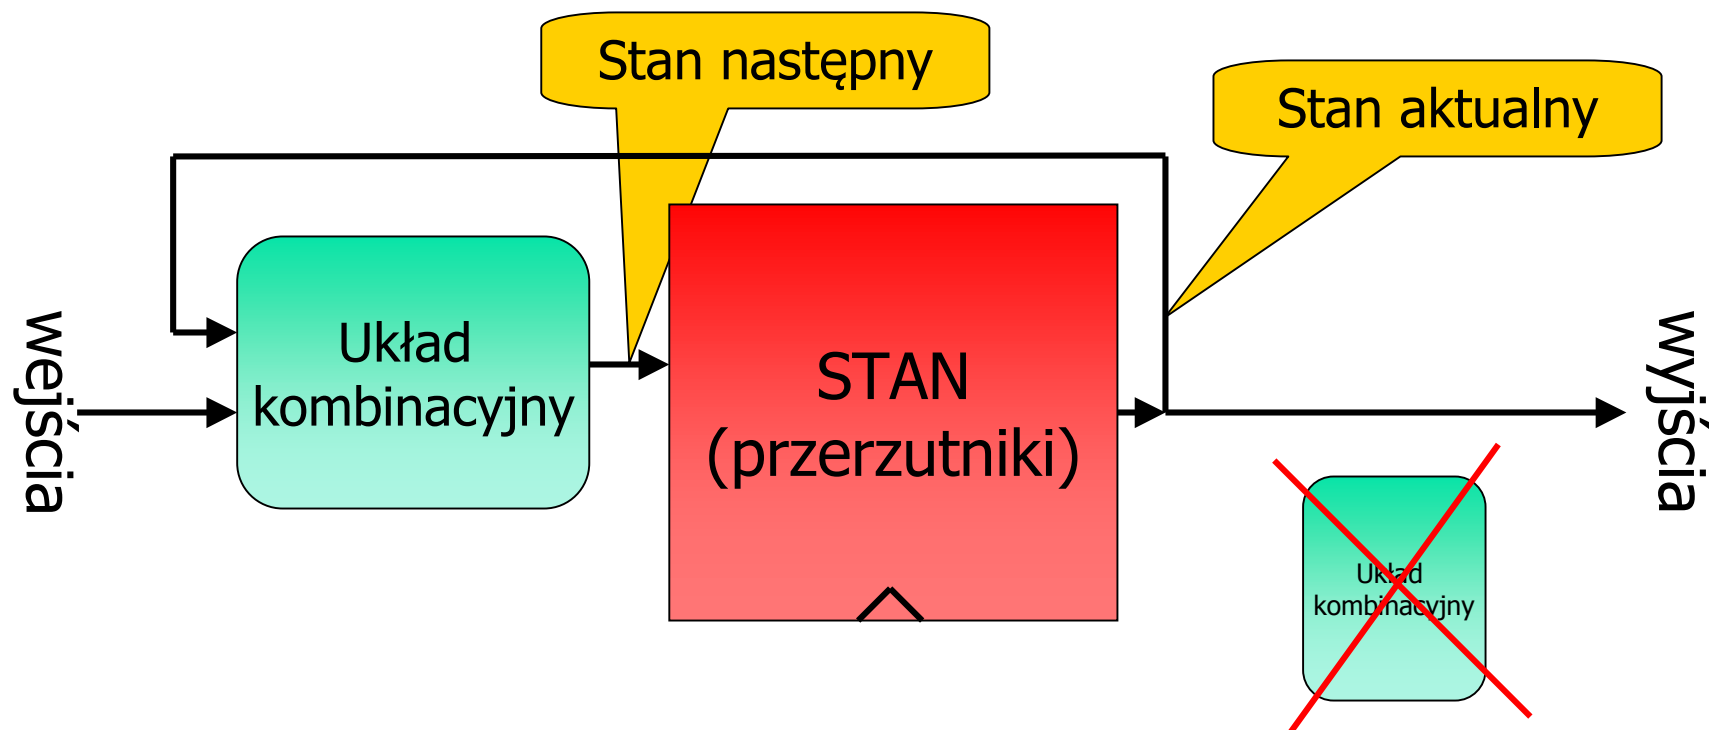 Stan następny
Stan aktualny
wejścia
Układ
kombinacyjny
STAN
(przerzutniki)
wyjścia
Układ
kombinacyjny